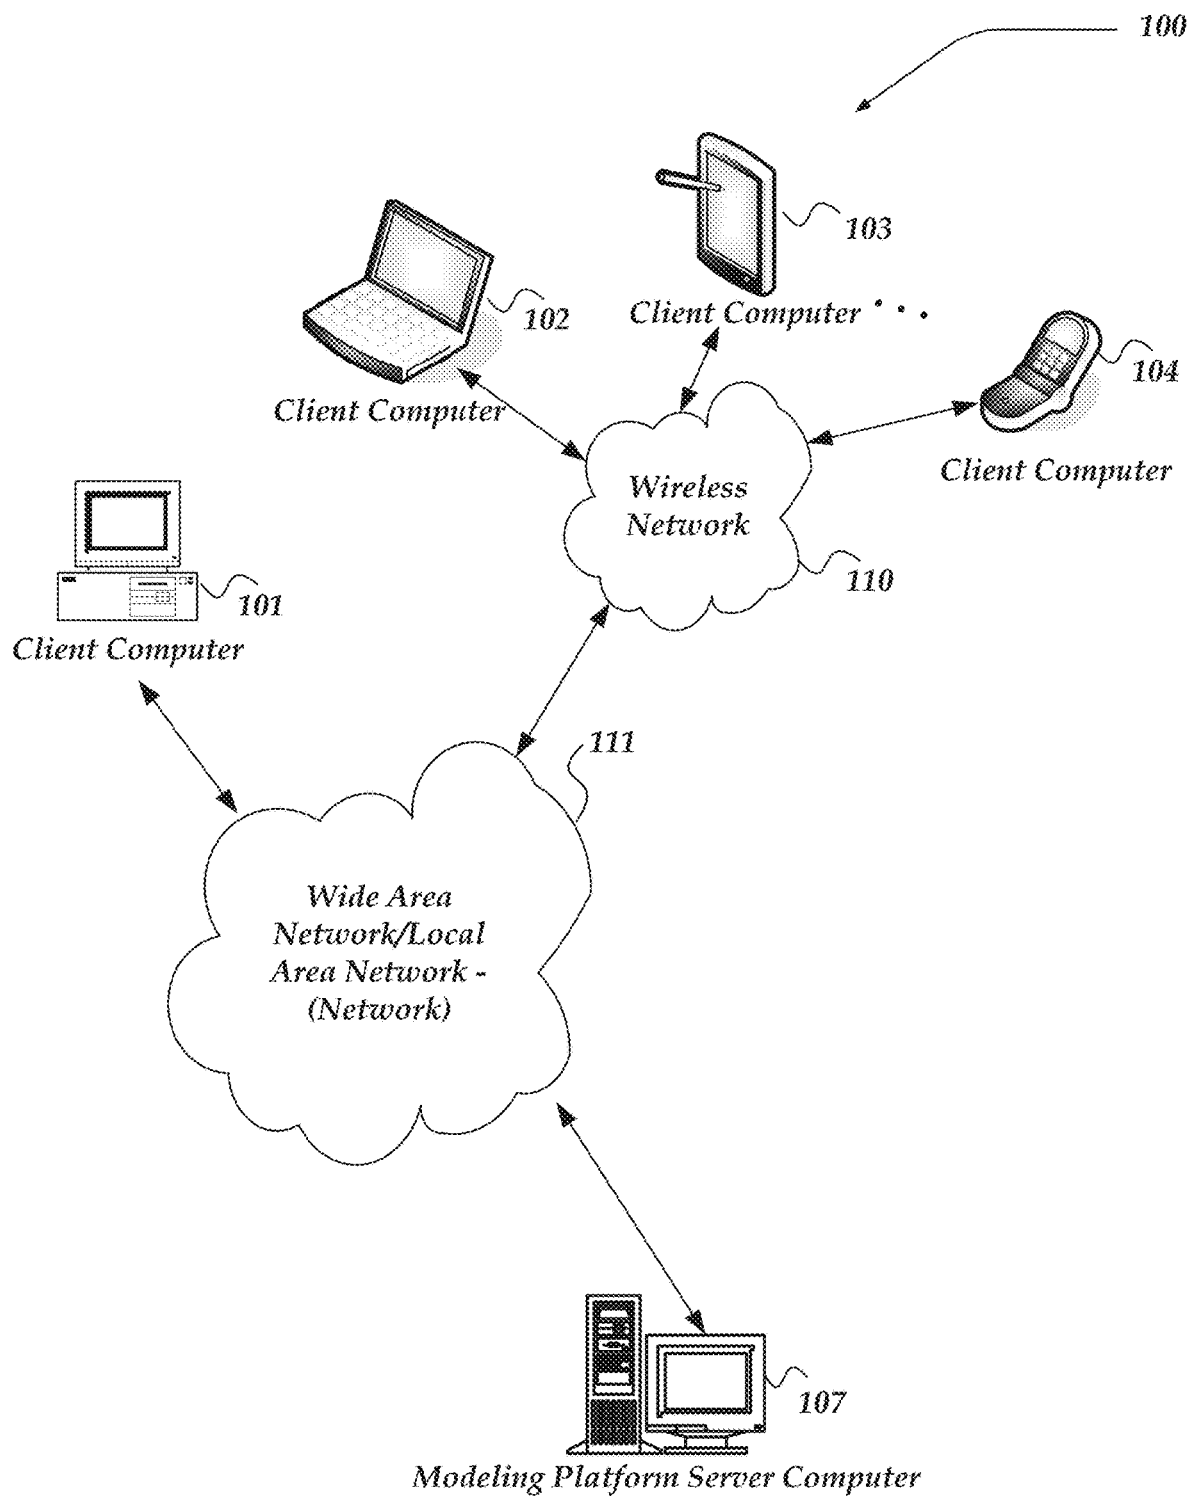 100
103
Client Computer
102
Client Computer
104
Client Computer
Wireless
Network
110
101
Client Computer
111
Wide Area
Network/Local
Area Network -
(Network)
107
Modeling Platform Server Computer